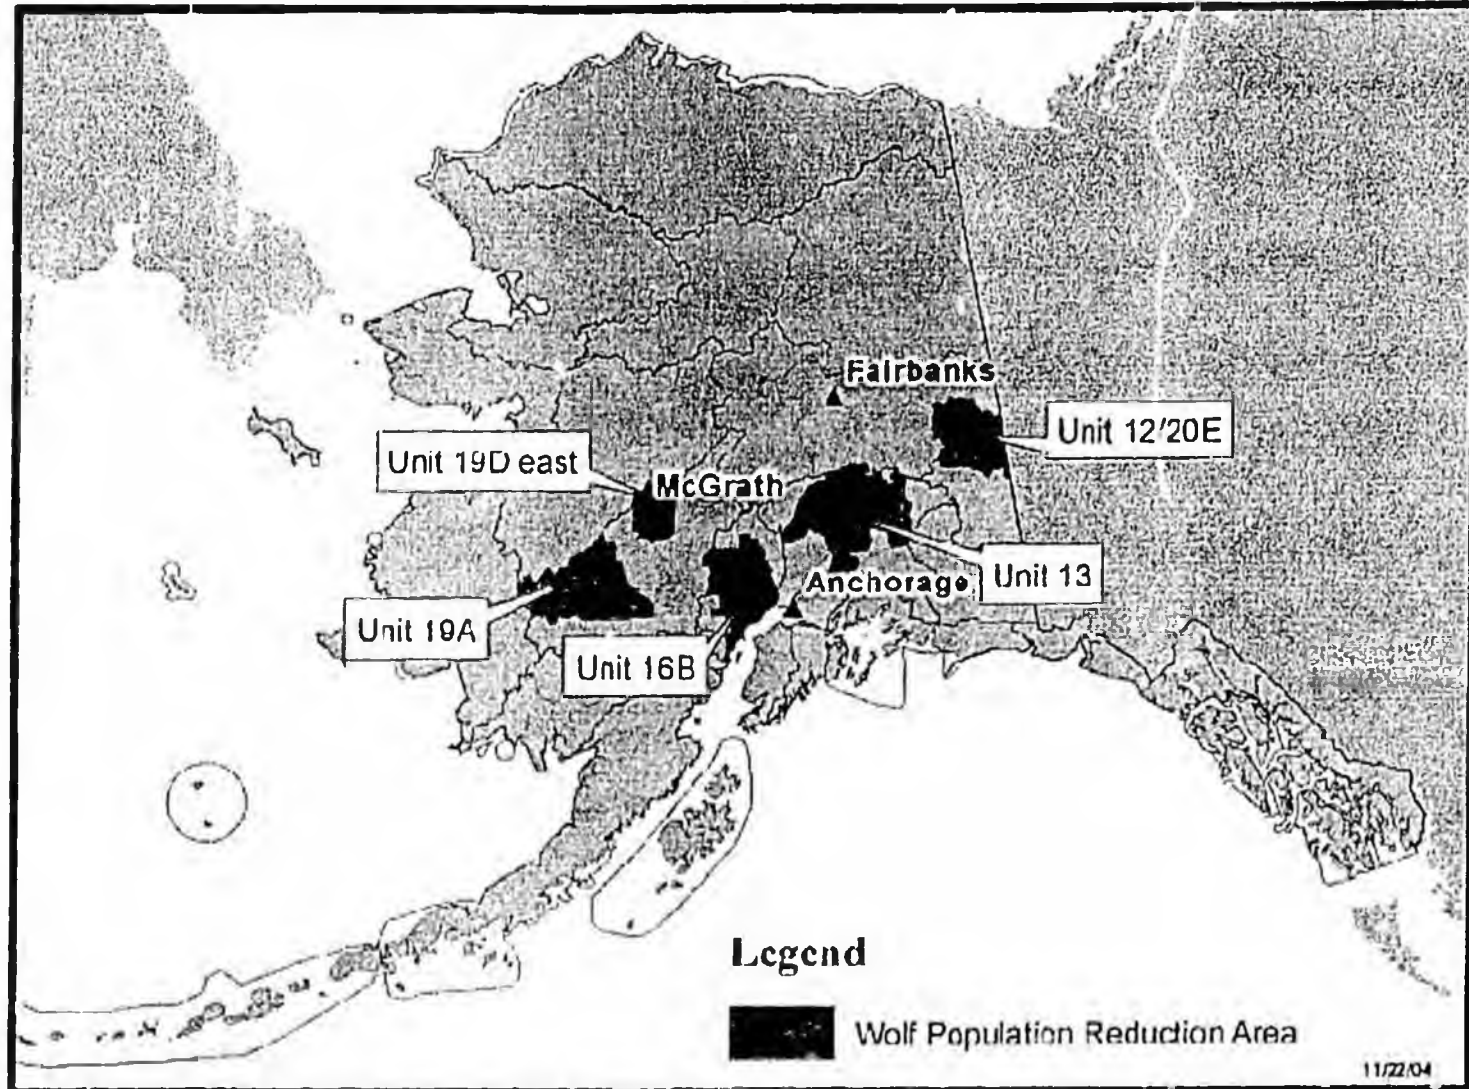 Fairbanks
Unit 12/20E
Unit 19D east
McGrath
Unit 13
Anchorage
Unit 19A
Unit 16B
Legend
Wolf Population Reduction Area
11/22/04